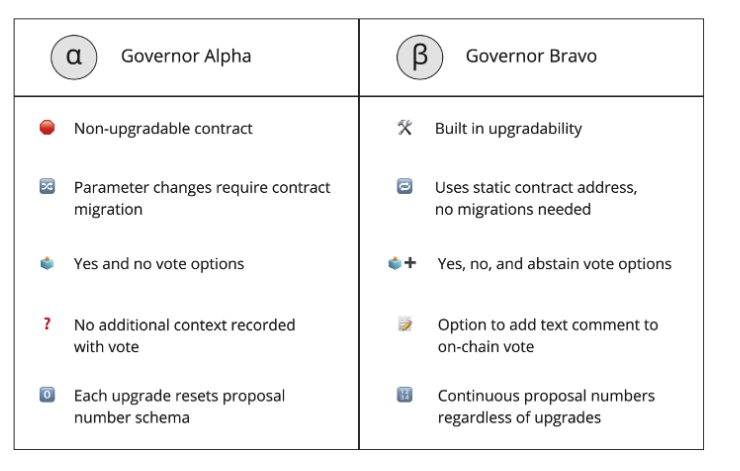 α Governor Alpha
β Governor Bravo
Non-upgradable contract
Built in upgradability
Parameter changes require contract
migration
Uses static contract address,
no migrations needed
Yes and no vote options
Yes, no, and abstain vote options
? No additional context recorded
with vote
Option to add text comment to
on-chain vote
0 Each upgrade resets proposal
number schema
Continuous proposal numbers
regardless of upgrades